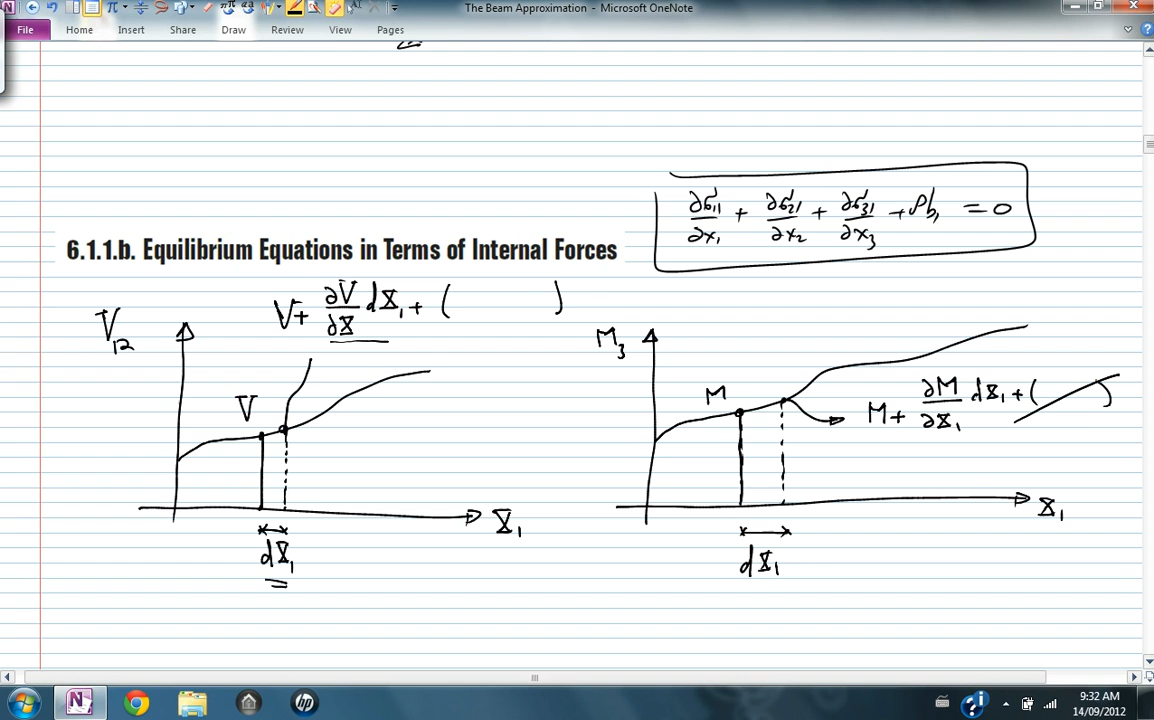 The Beam Approximation - Microsoft OneNote
File Home Insert Share Draw Review View Pages
∂σ11/∂x1 + ∂σ21/∂x2 + ∂σ31/∂x3 + ρb1 = 0
6.1.1.b. Equilibrium Equations in Terms of Internal Forces
V + ∂V/∂X dX1 + ( )
V12
M3
V
M
M + ∂M/∂X1 dX1 + ( )
X1
X1
dX1
dX1
9:32 AM
14/09/2012